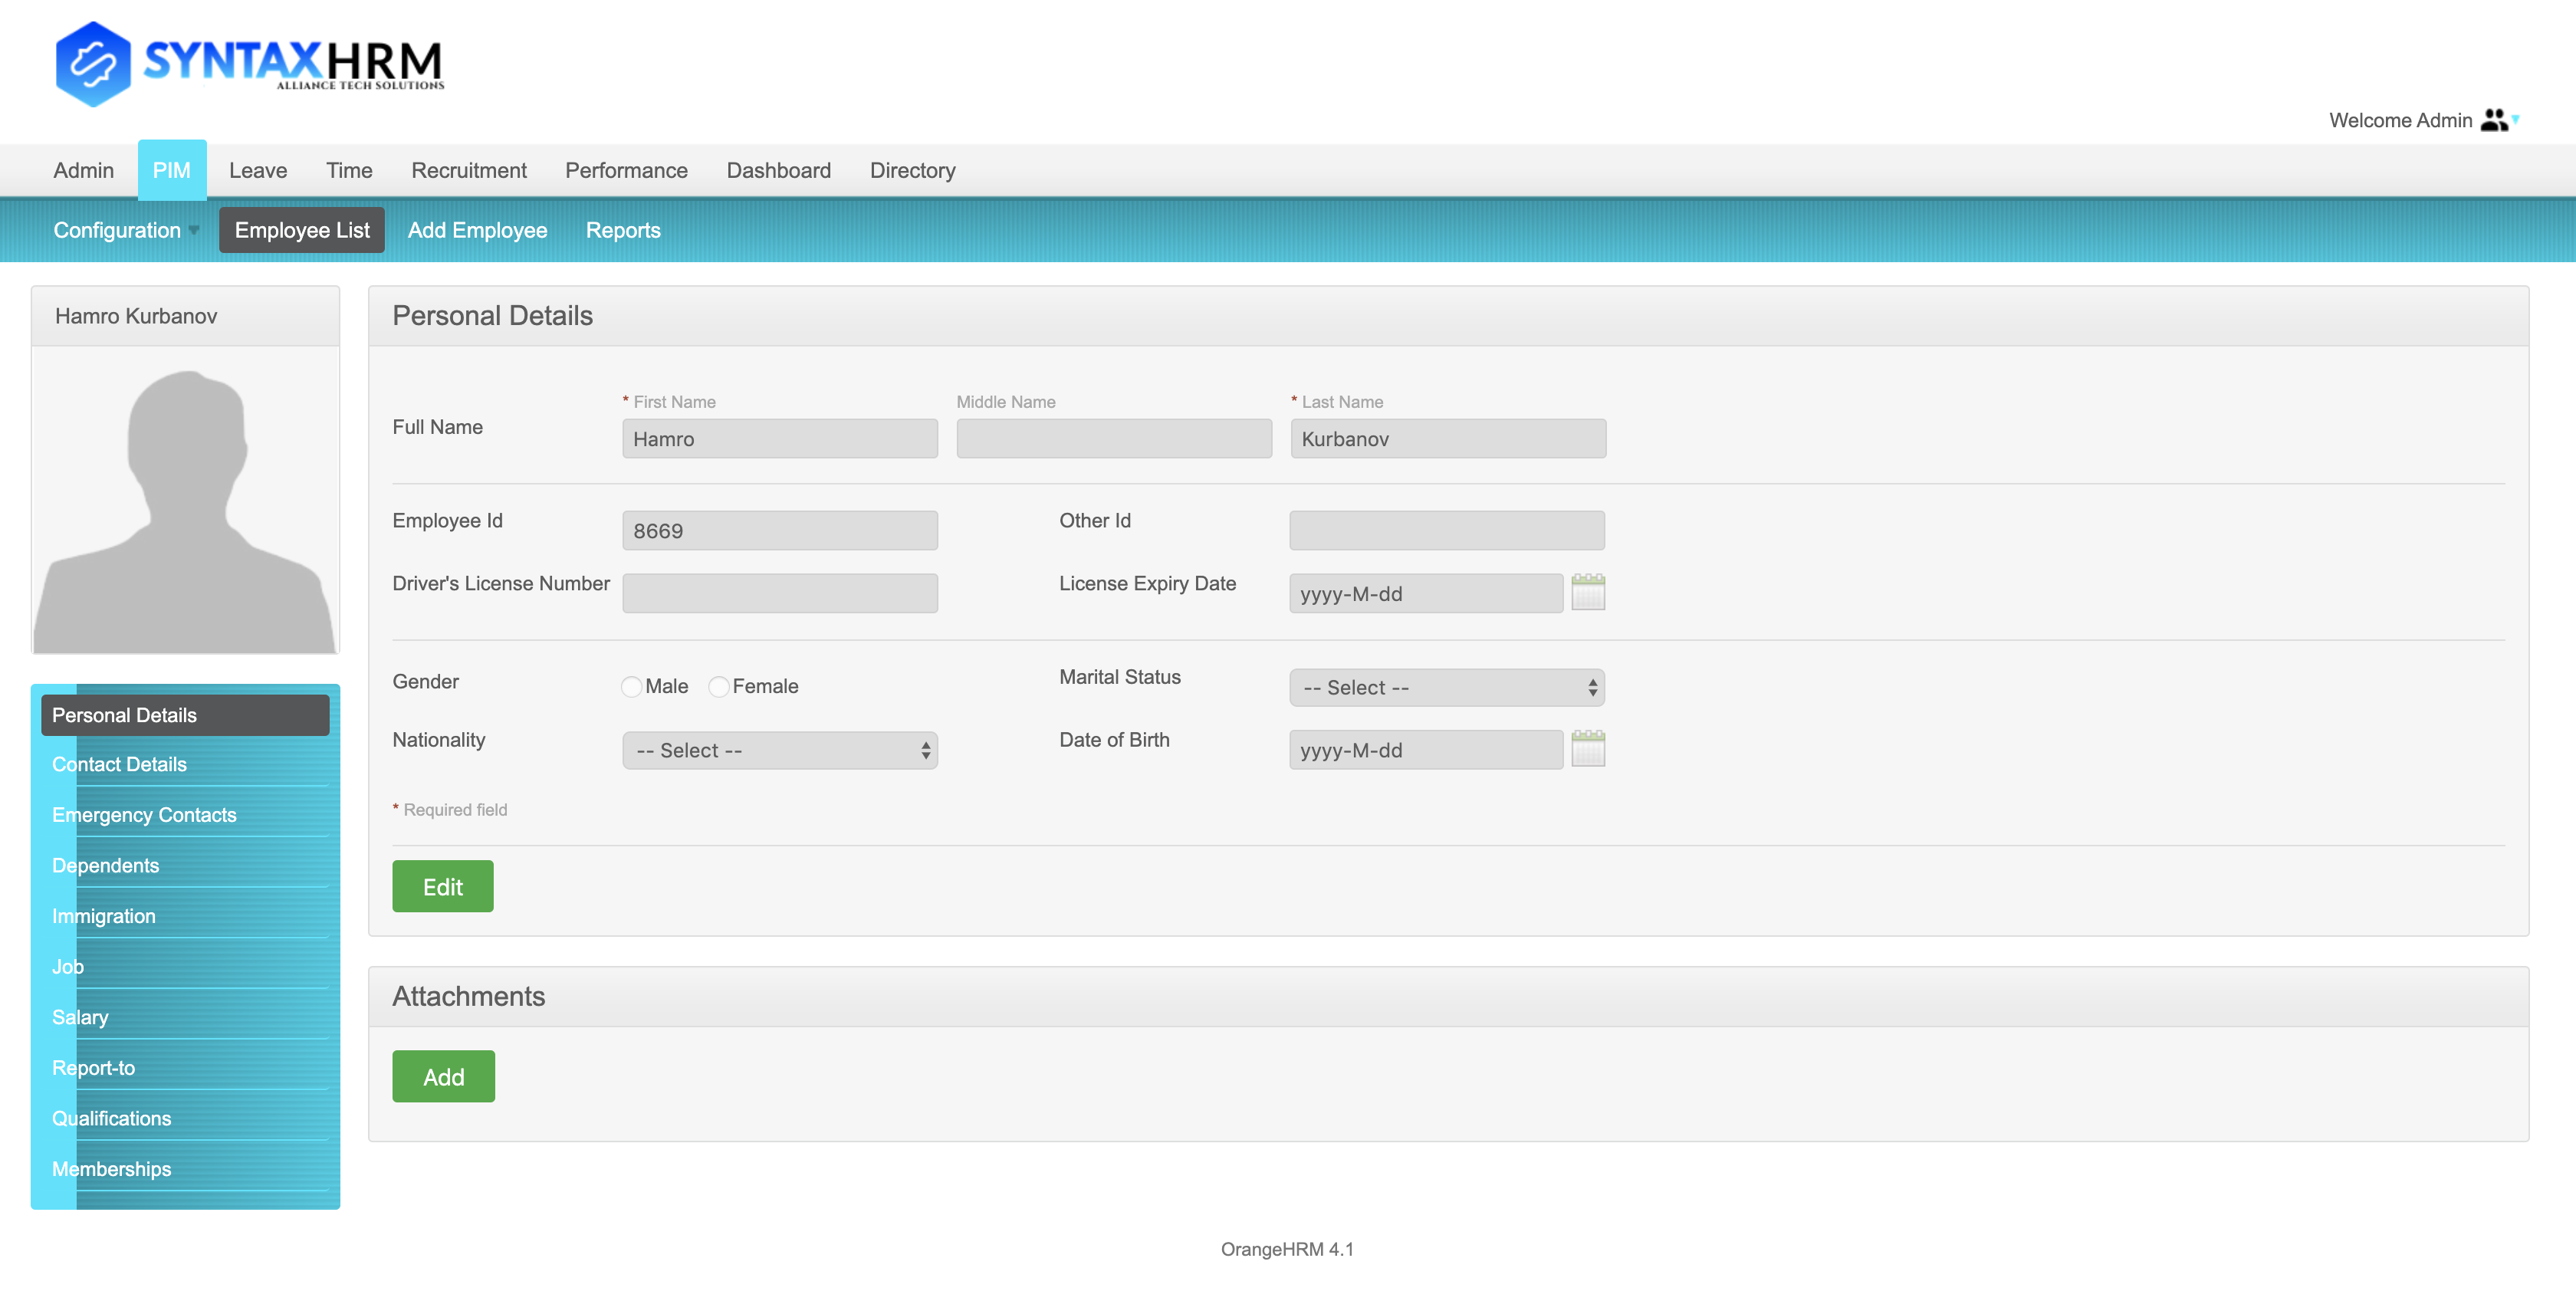 SYNTAXHRM
ALLIANCE TECH SOLUTIONS
Welcome Admin
Admin PIM Leave Time Recruitment Performance Dashboard Directory
Configuration Employee List Add Employee Reports
Hamro Kurbanov
Personal Details
Contact Details
Emergency Contacts
Dependents
Immigration
Job
Salary
Report-to
Qualifications
Memberships
Personal Details
* First Name Middle Name * Last Name
Full Name Hamro Kurbanov
Employee Id 8669 Other Id
Driver's License Number License Expiry Date yyyy-M-dd
Gender Male Female Marital Status -- Select --
Nationality -- Select -- Date of Birth yyyy-M-dd
* Required field
Edit
Attachments
Add
OrangeHRM 4.1